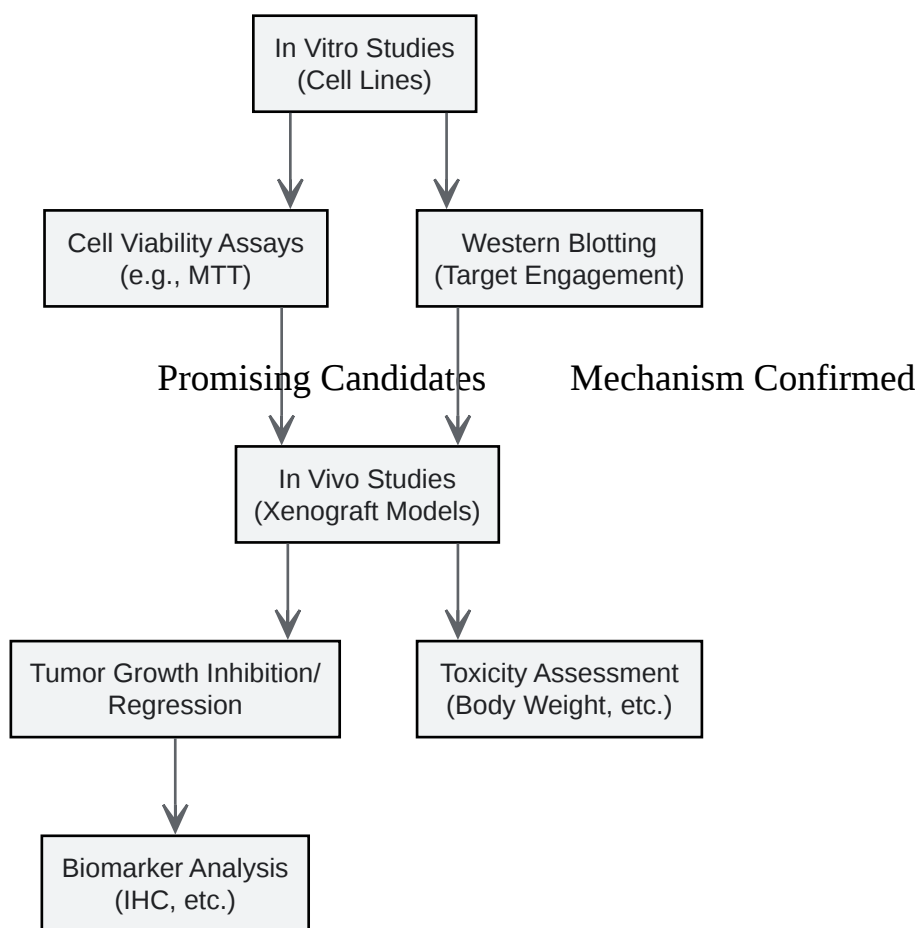 In Vitro Studies
(Cell Lines)
Cell Viability Assays
(e.g., MTT)
Western Blotting
(Target Engagement)
Promising Candidates
Mechanism Confirmed
In Vivo Studies
(Xenograft Models)
Tumor Growth Inhibition/
Regression
Toxicity Assessment
(Body Weight, etc.)
Biomarker Analysis
(IHC, etc.)